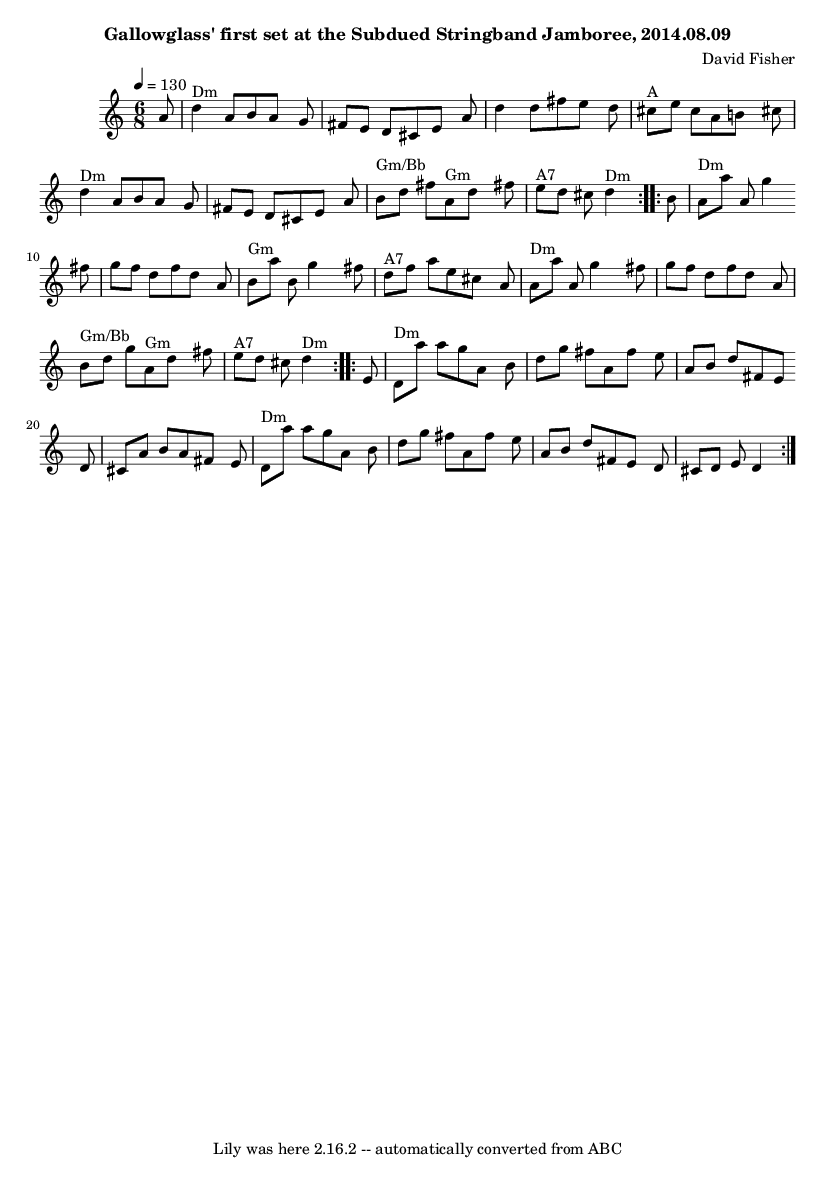 Gallowglass' first set at the Subdued Stringband Jamboree, 2014.08.09
David Fisher
= 130
6
8
Dm A
Dm Gm/Bb Gm A7 Dm Dm
10
Gm A7 Dm
Gm/Bb Gm A7 Dm Dm
20
Dm
Lily was here 2.16.2 -- automatically converted from ABC